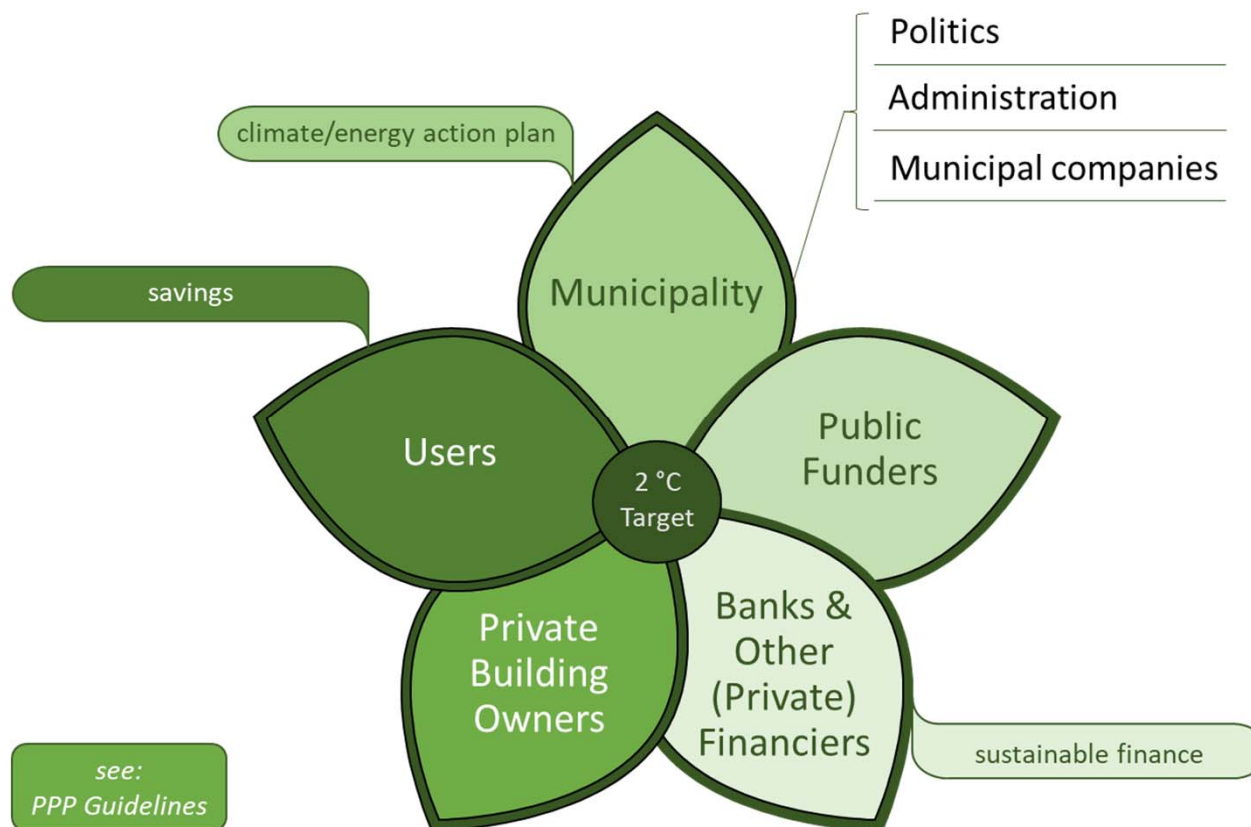 Politics
Administration
Municipal companies
climate/energy action plan
Municipality
savings
Users
Public
Funders
2 °C
Target
Private
Building
Owners
Banks &
Other
(Private)
Financiers
sustainable finance
see:
PPP Guidelines